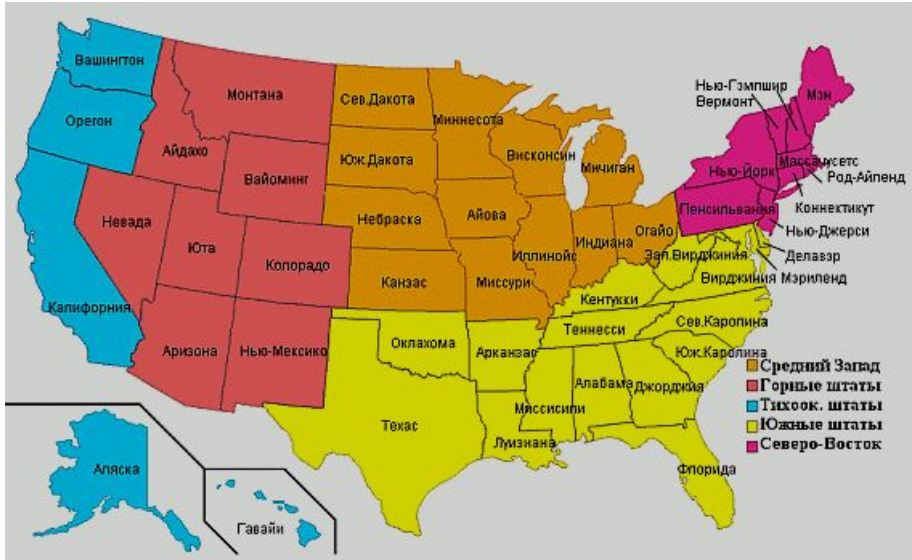 Вашингтон
Монтана
Сев.Дакота
Миннесота
Нью-Гэмпшир
Вермонт
Мэн
Орегон
Айдахо
Юж.Дакота
Висконсин
Мичиган
Массачусетс
Нью-Йорк
Род-Айленд
Вайоминг
Коннектикут
Невада
Небраска
Айова
Пенсильвания
Нью-Джерси
Юта
Колорадо
Иллинойс
Индиана
Огайо
Зап.Вирджиния
Делавэр
Канзас
Миссури
Вирджиния
Мэриленд
Калифорния
Кентукки
Теннесси
Сев.Каролина
Аризона
Нью-Мексико
Оклахома
Арканзас
Юж.Каролина
Средний Запад
Алабама
Джорджия
Горные штаты
Миссисипи
Тихоок. штаты
Техас
Южные штаты
Луизиана
Северо-Восток
Аляска
Флорида
Гавайи